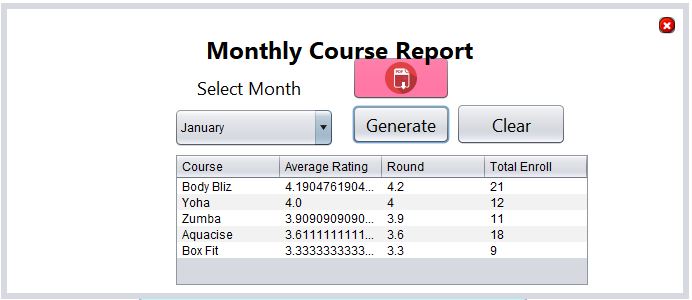 Monthly Course Report
Select Month
PDF
January
Generate
Clear
Course Average Rating Round Total Enroll
Body Bliz 4.1904761904... 4.2 21
Yoha 4.0 4 12
Zumba 3.9090909090... 3.9 11
Aquacise 3.6111111111... 3.6 18
Box Fit 3.3333333333... 3.3 9